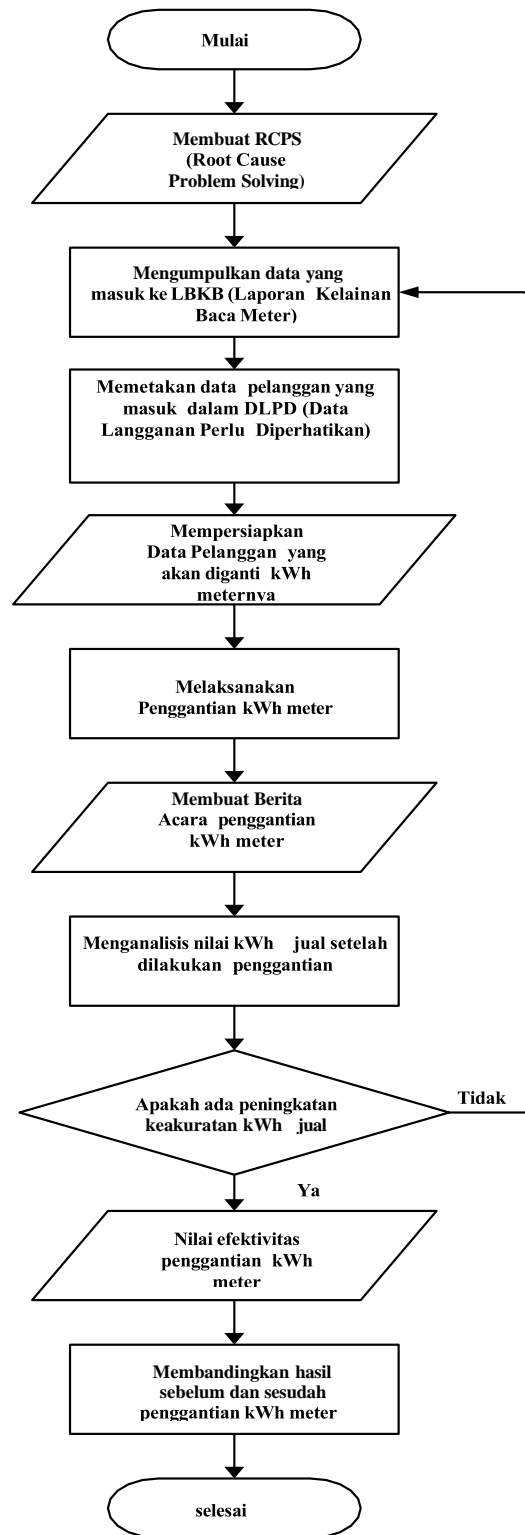 Mulai
Membuat RCPS
(Root Cause
Problem Solving)
Mengumpulkan data yang
masuk ke LBKB (Laporan Kelainan
Baca Meter)
Memetakan data pelanggan yang
masuk dalam DLPD (Data
Langganan Perlu Diperhatikan)
Mempersiapkan
Data Pelanggan yang
akan diganti kWh
meternya
Melaksanakan
Penggantian kWh meter
Membuat Berita
Acara penggantian
kWh meter
Menganalisis nilai kWh jual setelah
dilakukan penggantian
Apakah ada peningkatan
keakuratan kWh jual
Tidak
Ya
Nilai efektivitas
penggantian kWh
meter
Membandingkan hasil
sebelum dan sesudah
penggantian kWh meter
selesai